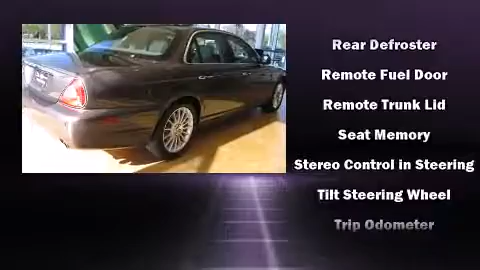 Rear Defroster
Remote Fuel Door
Remote Trunk Lid
Seat Memory
Stereo Control in Steering
Tilt Steering Wheel
Trip Odometer